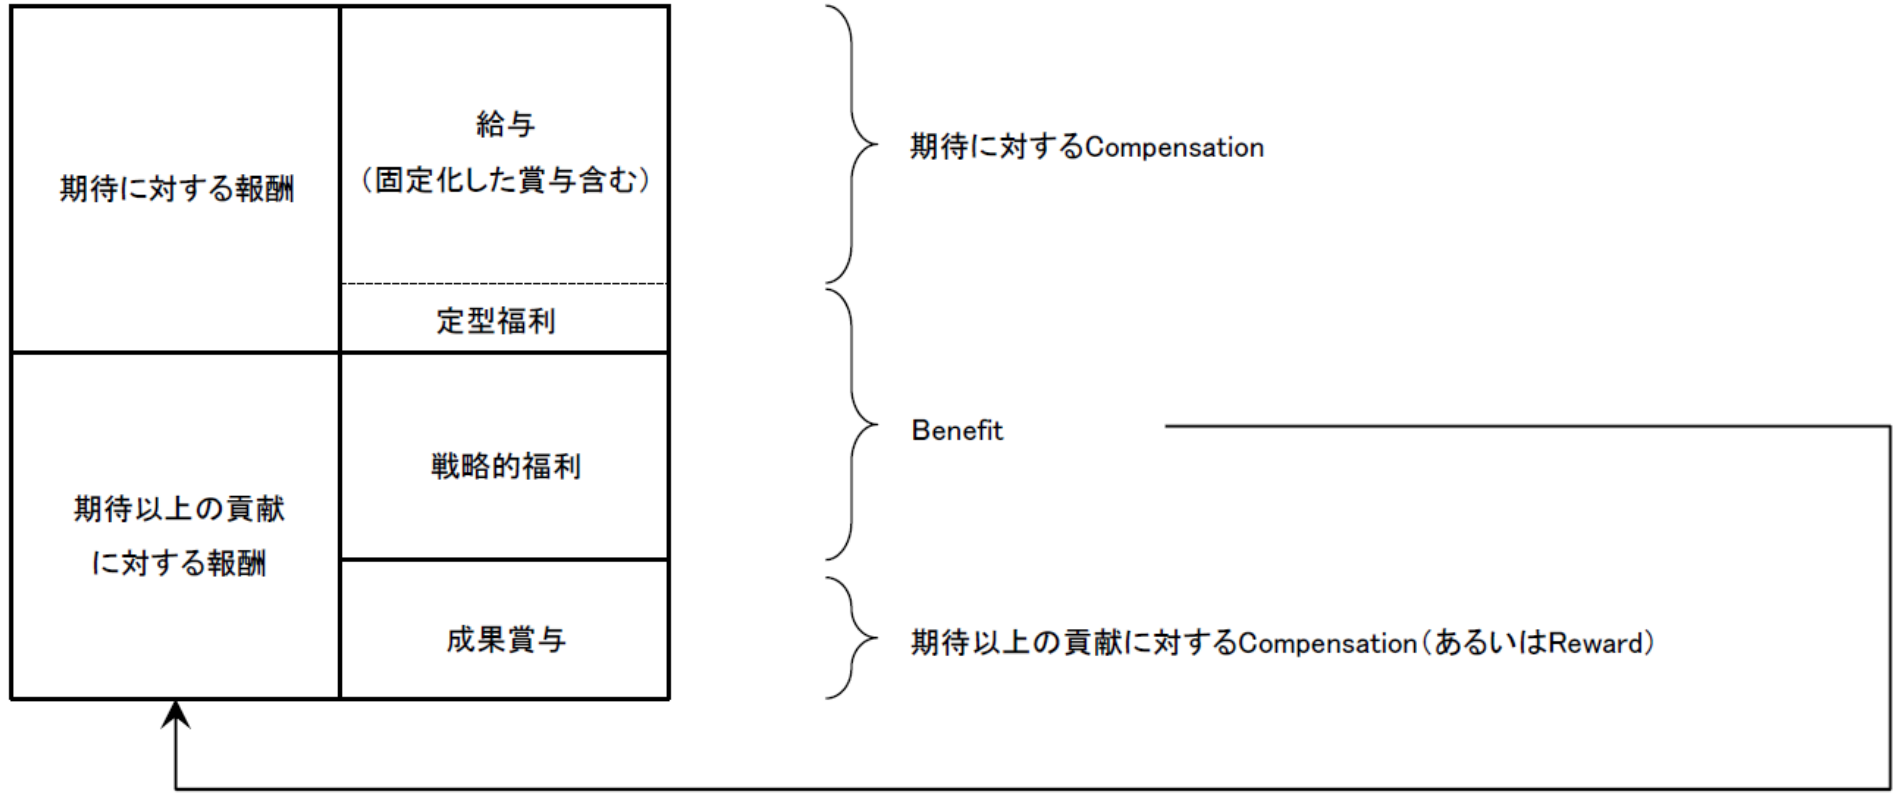 期待に対する報酬
給与
（固定化した賞与含む）
定型福利
期待以上の貢献
に対する報酬
戦略的福利
成果賞与
期待に対するCompensation
Benefit
期待以上の貢献に対するCompensation（あるいはReward）